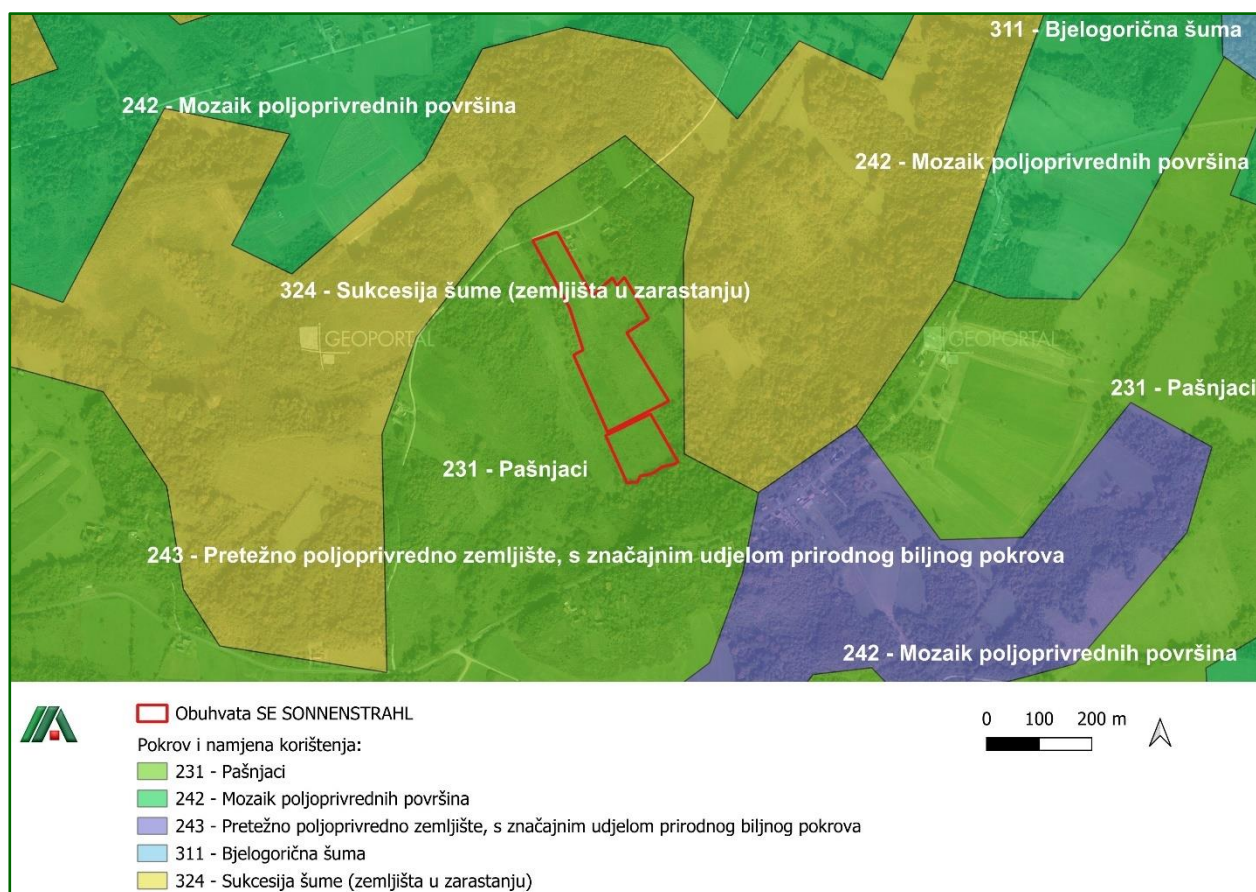 311 - Bjelogorična šuma
242 - Mozaik poljoprivrednih površina
242 - Mozaik poljoprivrednih površina
324 - Sukcesija šume (zemljišta u zarastanju)
GEOPORTAL
GEOPORTAL
231 - Pašnjaci
231 - Pašnjaci
243 - Pretežno poljoprivredno zemljište, s značajnim udjelom prirodnog biljnog pokrova
242 - Mozaik poljoprivrednih površina
Obuhvata SE SONNENSTRAHL
0 100 200 m
Pokrov i namjena korištenja:
231 - Pašnjaci
242 - Mozaik poljoprivrednih površina
243 - Pretežno poljoprivredno zemljište, s značajnim udjelom prirodnog biljnog pokrova
311 - Bjelogorična šuma
324 - Sukcesija šume (zemljišta u zarastanju)